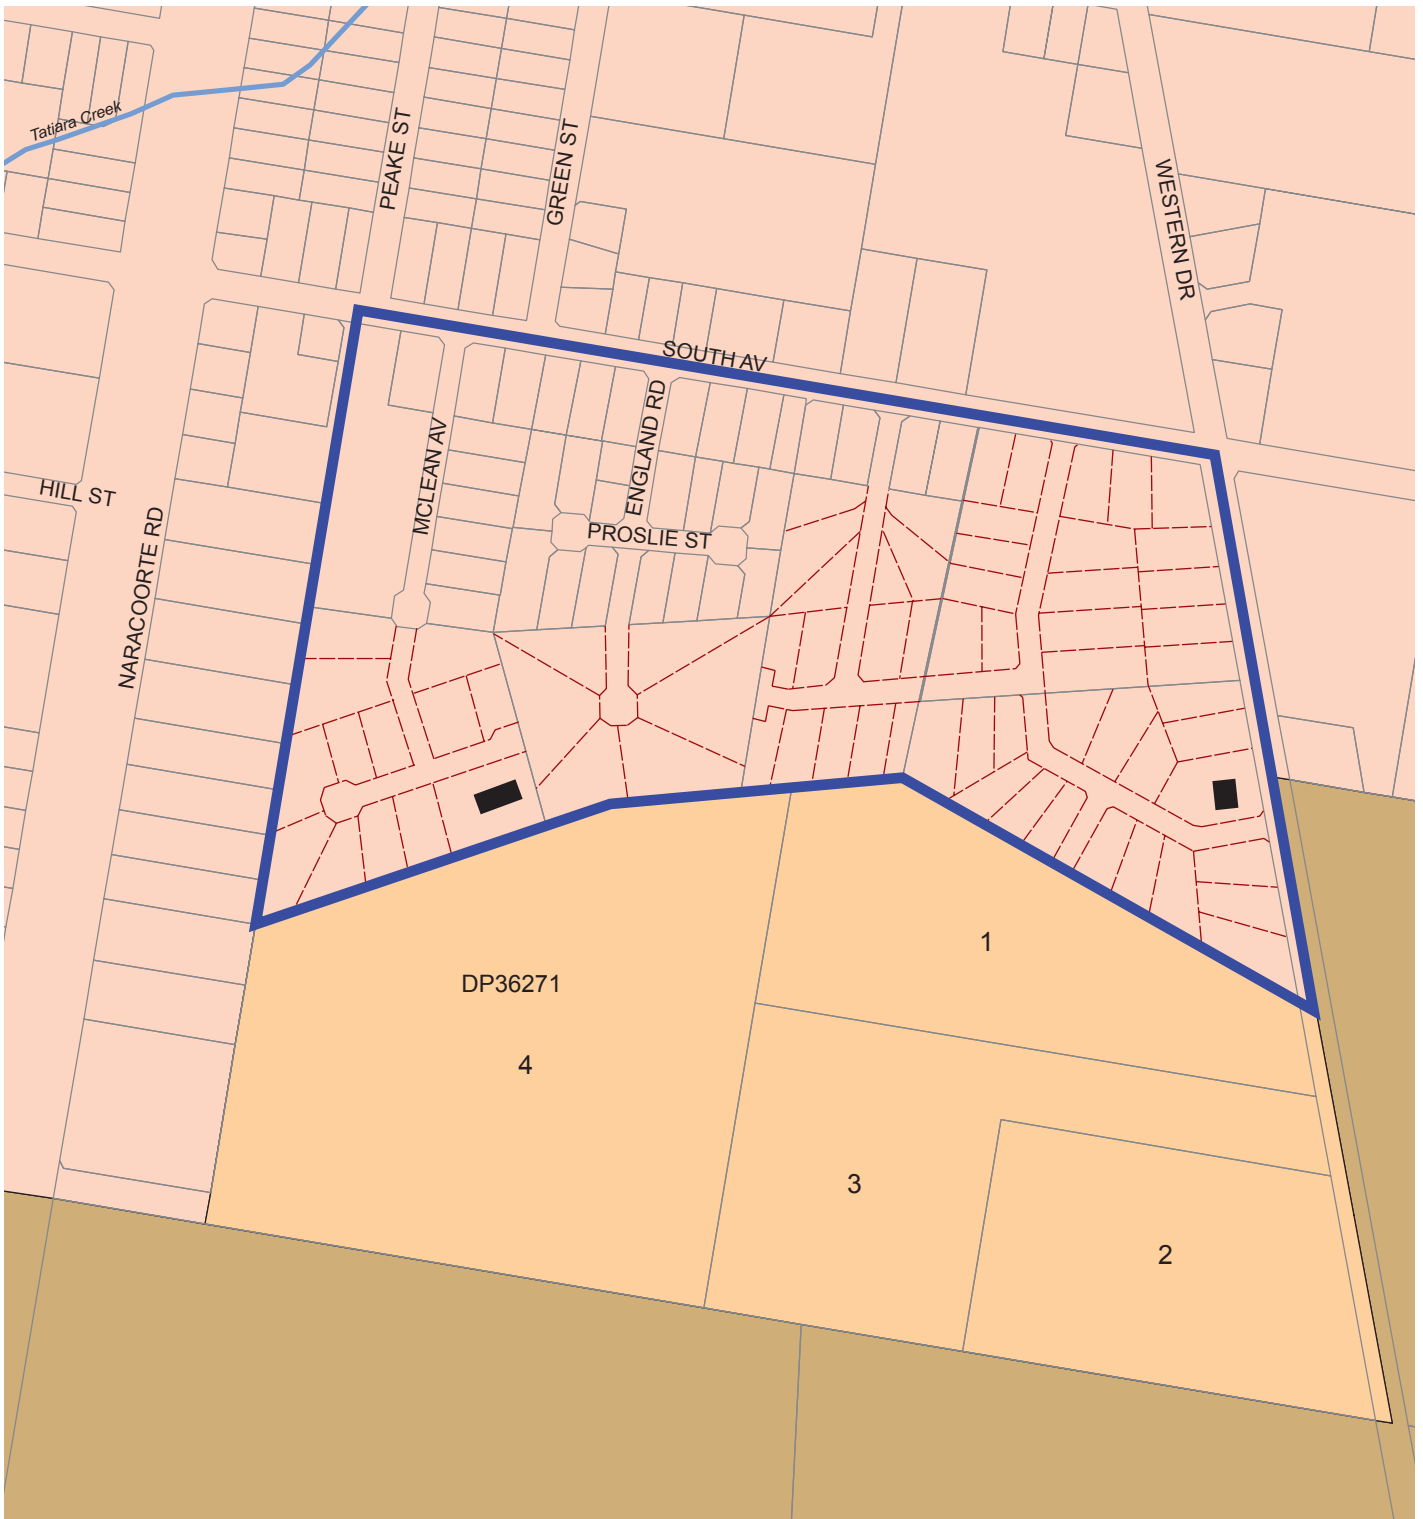 Tatiara Creek
PEAKE ST
GREEN ST
WESTERN DR
SOUTH AV
ENGLAND RD
MCLEAN AV
HILL ST
NARACOORTE RD
PROSLIE ST
1
DP36271
4
3
2